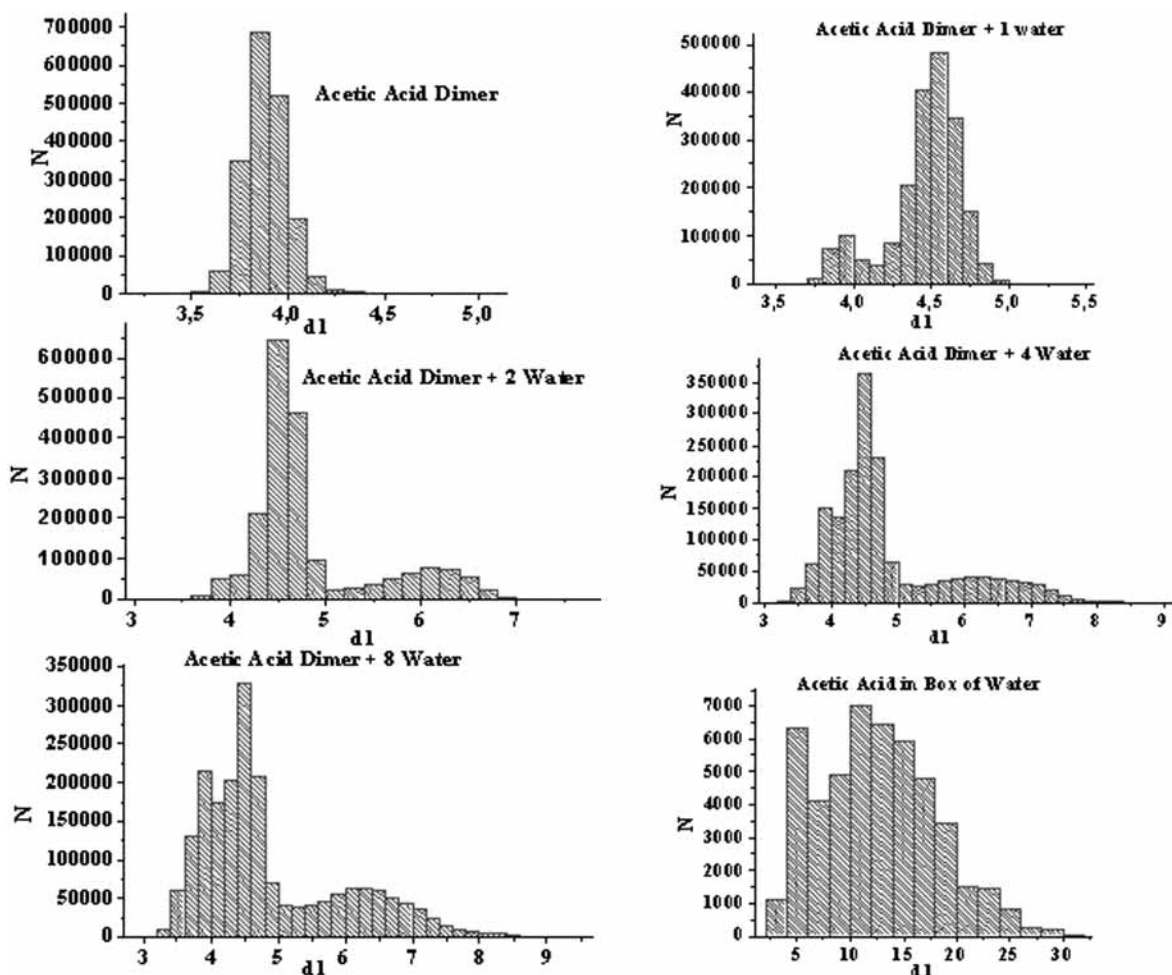 Acetic Acid Dimer
N
700000
600000
500000
400000
300000
200000
100000
0
3,5 4,0 4,5 5,0
d1
Acetic Acid Dimer + 1 water
N
500000
400000
300000
200000
100000
0
3,5 4,0 4,5 5,0 5,5
d1
Acetic Acid Dimer + 2 Water
N
600000
500000
400000
300000
200000
100000
0
3 4 5 6 7
d1
Acetic Acid Dimer + 4 Water
N
350000
300000
250000
200000
150000
100000
50000
0
3 4 5 6 7 8 9
d1
Acetic Acid Dimer + 8 Water
N
350000
300000
250000
200000
150000
100000
50000
0
3 4 5 6 7 8 9
d1
Acetic Acid in Box of Water
N
7000
6000
5000
4000
3000
2000
1000
0
5 10 15 20 25 30
d1